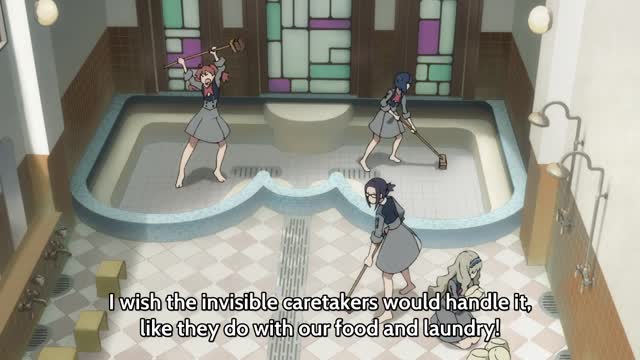 I wish the invisible caretakers would handle it,
like they do with our food and laundry!